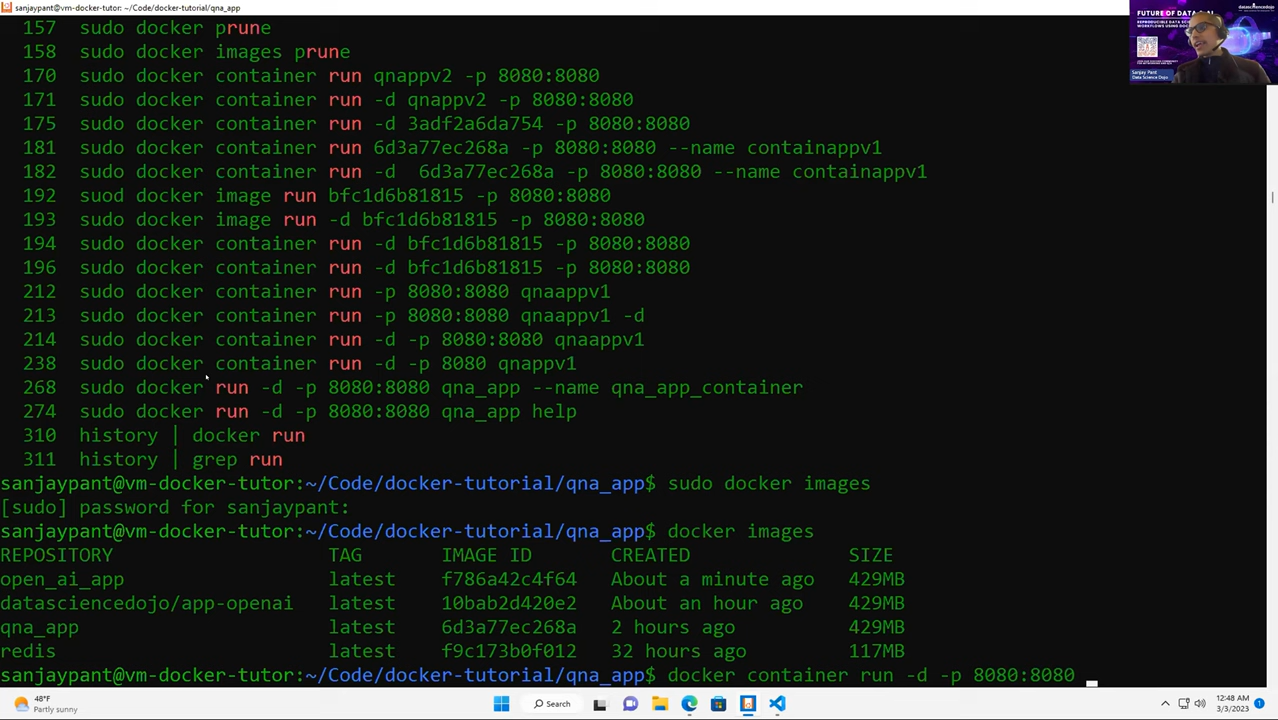 sanjaypant@vm-docker-tutor: ~/Code/docker-tutorial/qna_app
157 sudo docker prune
158 sudo docker images prune
170 sudo docker container run qnappv2 -p 8080:8080
171 sudo docker container run -d qnappv2 -p 8080:8080
175 sudo docker container run -d 3adf2a6da754 -p 8080:8080
181 sudo docker container run 6d3a77ec268a -p 8080:8080 --name containappv1
182 sudo docker container run -d  6d3a77ec268a -p 8080:8080 --name containappv1
192 suod docker image run bfc1d6b81815 -p 8080:8080
193 sudo docker image run -d bfc1d6b81815 -p 8080:8080
194 sudo docker container run -d bfc1d6b81815 -p 8080:8080
196 sudo docker container run -d bfc1d6b81815 -p 8080:8080
212 sudo docker container run -p 8080:8080 qnaappv1
213 sudo docker container run -p 8080:8080 qnaappv1 -d
214 sudo docker container run -d -p 8080:8080 qnaappv1
238 sudo docker container run -d -p 8080 qnappv1
268 sudo docker run -d -p 8080:8080 qna_app --name qna_app_container
274 sudo docker run -d -p 8080:8080 qna_app help
310 history | docker run
311 history | grep run
sanjaypant@vm-docker-tutor:~/Code/docker-tutorial/qna_app$ sudo docker images
[sudo] password for sanjaypant:
sanjaypant@vm-docker-tutor:~/Code/docker-tutorial/qna_app$ docker images
REPOSITORY TAG IMAGE ID CREATED SIZE
open_ai_app latest f786a42c4f64 About a minute ago 429MB
datasciencedojo/app-openai latest 10bab2d420e2 About an hour ago 429MB
qna_app latest 6d3a77ec268a 2 hours ago 429MB
redis latest f9c173b0f012 32 hours ago 117MB
sanjaypant@vm-docker-tutor:~/Code/docker-tutorial/qna_app$ docker container run -d -p 8080:8080
datasciencedojo
FUTURE OF DATA & AI
Sanjay Pant
Data Science Dojo
48°F
Partly sunny
Search
12:48 AM
3/3/2023